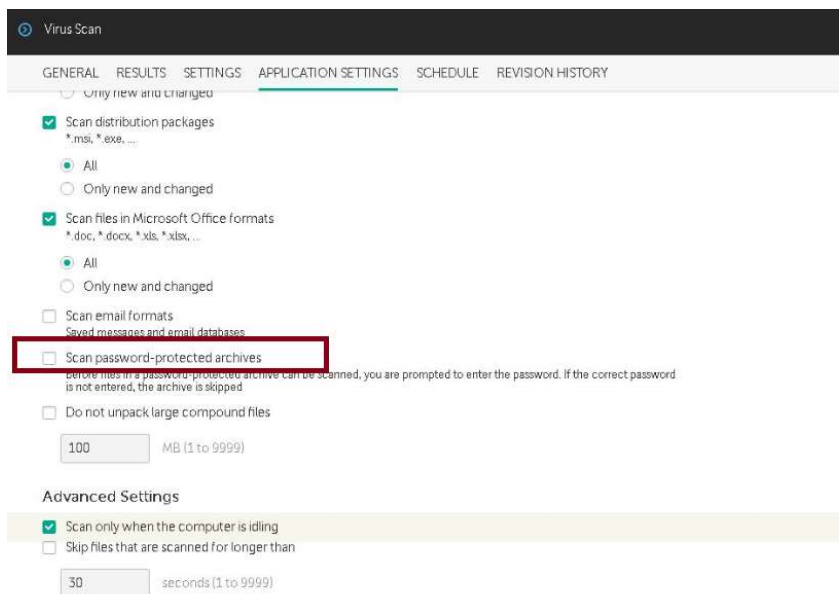 Virus Scan
GENERAL RESULTS SETTINGS APPLICATION SETTINGS SCHEDULE REVISION HISTORY
Only new and changed
Scan distribution packages
*.msi, *.exe, ...
All
Only new and changed
Scan files in Microsoft Office formats
*.doc, *.docx, *.xls, *.xlsx, ...
All
Only new and changed
Scan email formats
Saved messages and email databases
Scan password-protected archives
Before files in a password-protected archive can be scanned, you are prompted to enter the password. If the correct password
is not entered, the archive is skipped
Do not unpack large compound files
100 MB (1 to 9999)
Advanced Settings
Scan only when the computer is idling
Skip files that are scanned for longer than
30 seconds (1 to 9999)